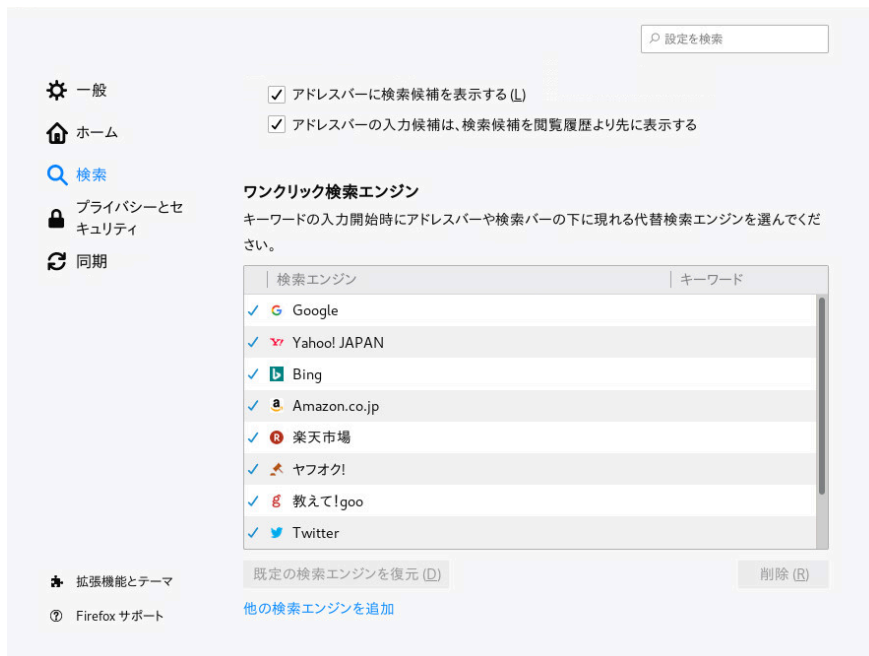 設定を検索
一般
ホーム
検索
プライバシーとセ
キュリティ
同期
アドレスバーに検索候補を表示する(L)
アドレスバーの入力候補は、検索候補を閲覧履歴より先に表示する
ワンクリック検索エンジン
キーワードの入力開始時にアドレスバーや検索バーの下に現れる代替検索エンジンを選んでくだ
さい。
検索エンジン キーワード
Google
Yahoo! JAPAN
Bing
Amazon.co.jp
楽天市場
ヤフオク!
教えて!goo
Twitter
既定の検索エンジンを復元(D) 削除(R)
他の検索エンジンを追加
拡張機能とテーマ
Firefox サポート